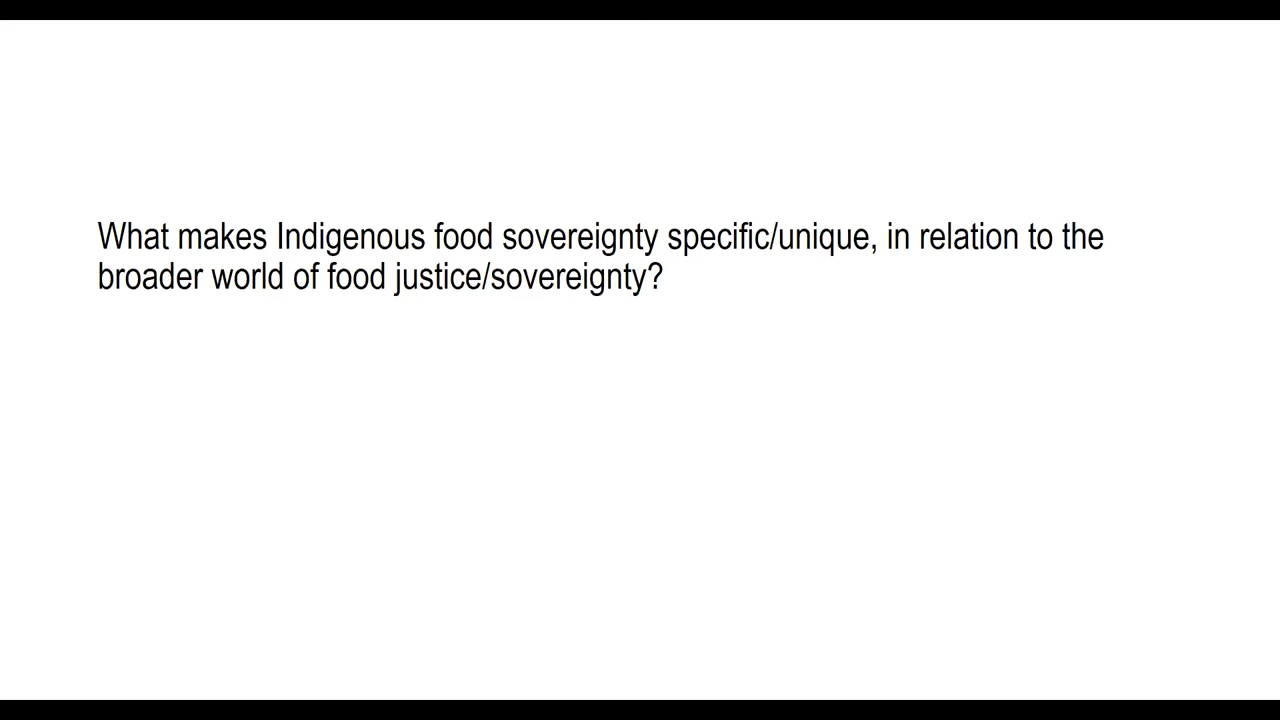 What makes Indigenous food sovereignty specific/unique, in relation to the
broader world of food justice/sovereignty?